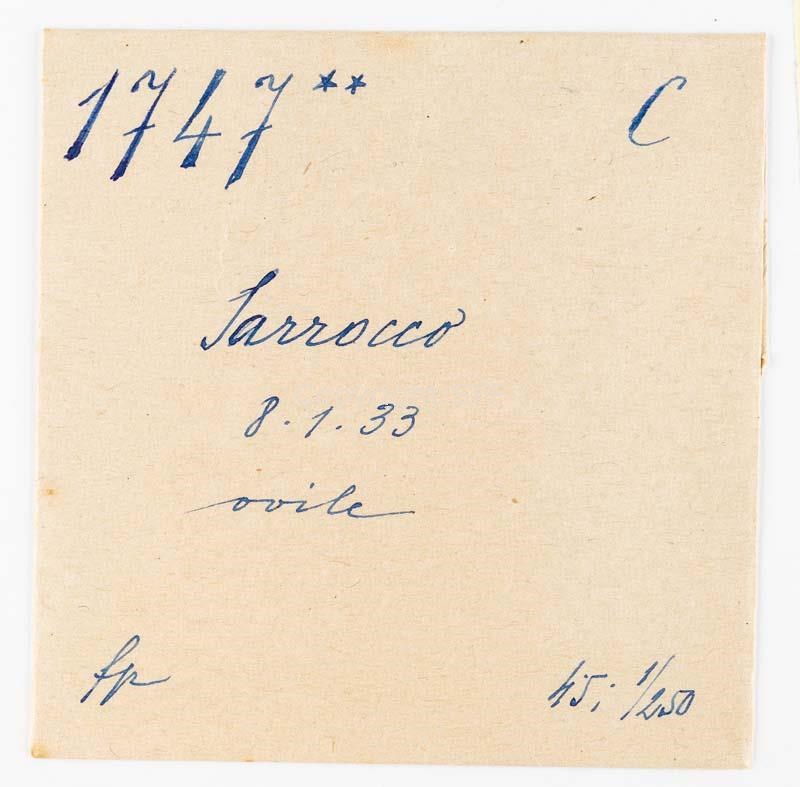 1747** C
Sarrocco
8.1.33
ovile
fp 45; 1/250